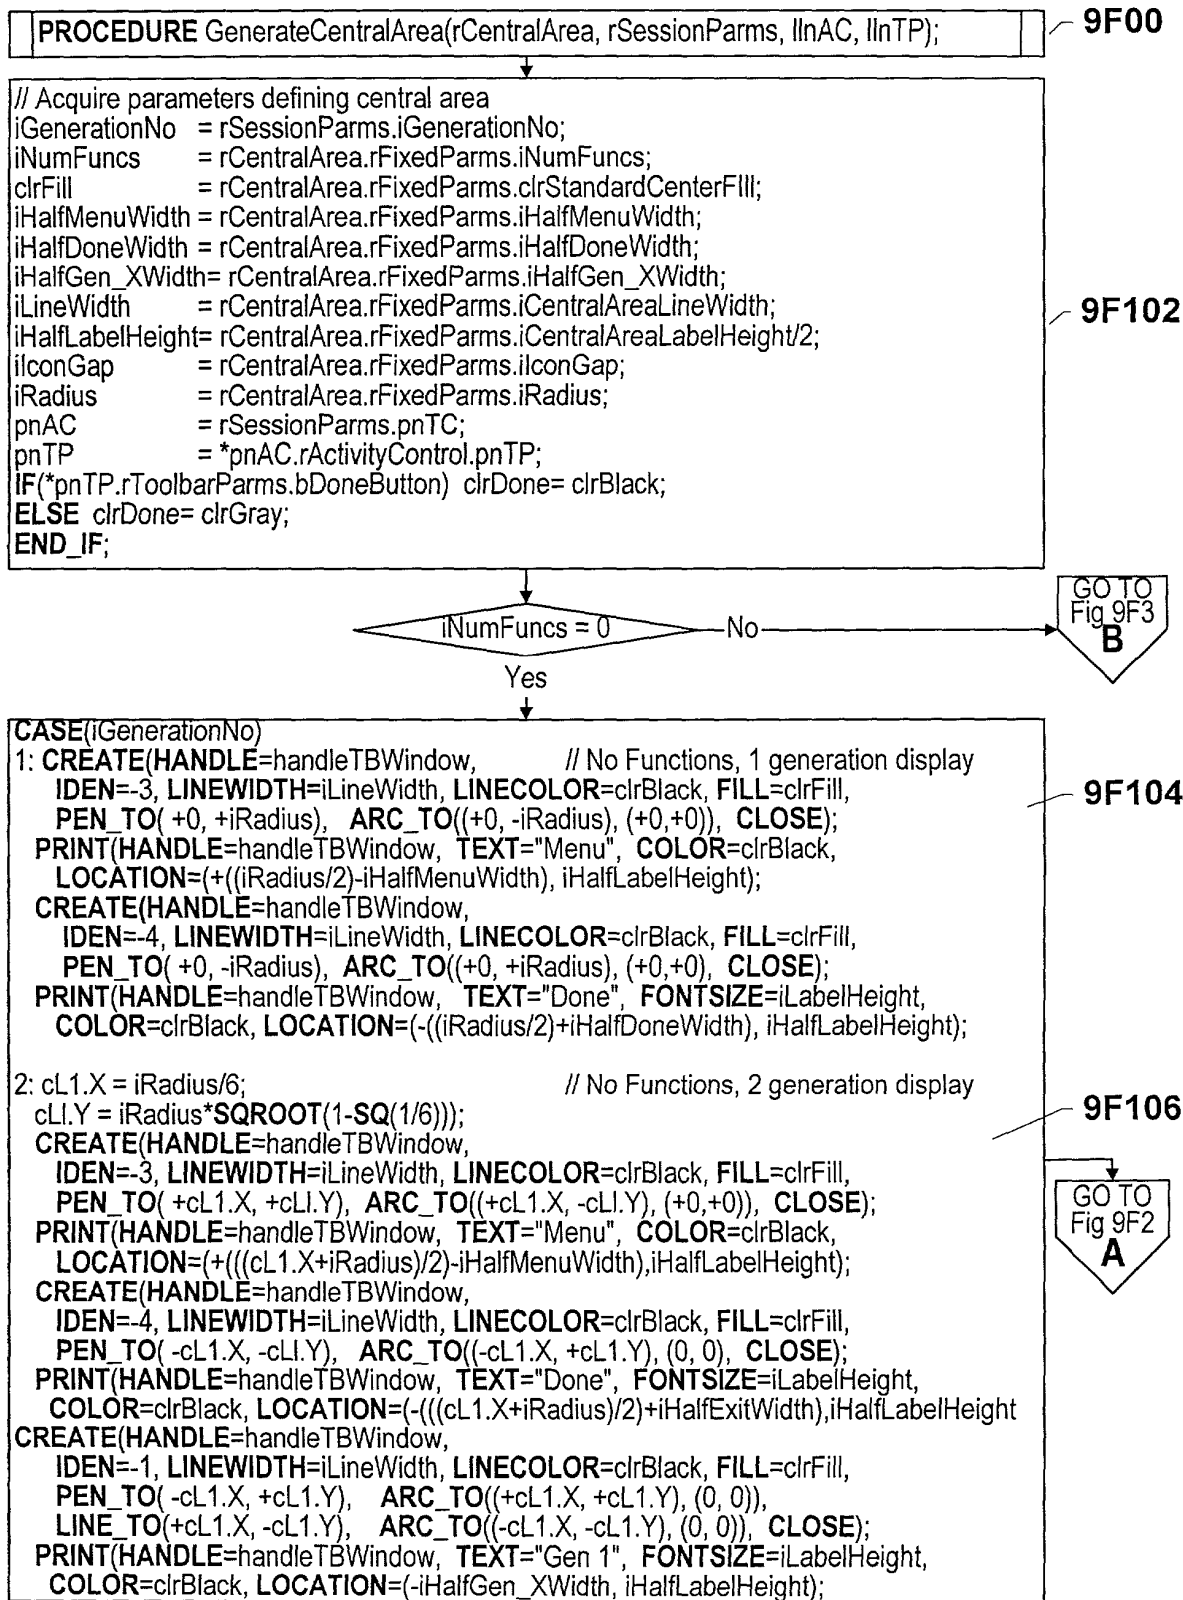 PROCEDURE GenerateCentralArea(rCentralArea, rSessionParms, llnAC, llnTP);
9F00
// Acquire parameters defining central area
iGenerationNo = rSessionParms.iGenerationNo;
iNumFuncs = rCentralArea.rFixedParms.iNumFuncs;
clrFill = rCentralArea.rFixedParms.clrStandardCenterFIll;
iHalfMenuWidth = rCentralArea.rFixedParms.iHalfMenuWidth;
iHalfDoneWidth = rCentralArea.rFixedParms.iHalfDoneWidth;
iHalfGen_XWidth= rCentralArea.rFixedParms.iHalfGen_XWidth;
iLineWidth = rCentralArea.rFixedParms.iCentralAreaLineWidth;
iHalfLabelHeight= rCentralArea.rFixedParms.iCentralAreaLabelHeight/2;
iIconGap = rCentralArea.rFixedParms.iIconGap;
iRadius = rCentralArea.rFixedParms.iRadius;
pnAC = rSessionParms.pnTC;
pnTP = *pnAC.rActivityControl.pnTP;
IF(*pnTP.rToolbarParms.bDoneButton) clrDone= clrBlack;
ELSE clrDone= clrGray;
END_IF;
9F102
iNumFuncs = 0
No
GO TO
Fig 9F3
B
Yes
CASE(iGenerationNo)
1: CREATE(HANDLE=handleTBWindow, // No Functions, 1 generation display
IDEN=-3, LINEWIDTH=iLineWidth, LINECOLOR=clrBlack, FILL=clrFill,
PEN_TO( +0, +iRadius), ARC_TO((+0, -iRadius), (+0,+0)), CLOSE);
PRINT(HANDLE=handleTBWindow, TEXT="Menu", COLOR=clrBlack,
LOCATION=(+((iRadius/2)-iHalfMenuWidth), iHalfLabelHeight);
CREATE(HANDLE=handleTBWindow,
IDEN=-4, LINEWIDTH=iLineWidth, LINECOLOR=clrBlack, FILL=clrFill,
PEN_TO( +0, -iRadius), ARC_TO((+0, +iRadius), (+0,+0), CLOSE);
PRINT(HANDLE=handleTBWindow, TEXT="Done", FONTSIZE=iLabelHeight,
COLOR=clrBlack, LOCATION=(-((iRadius/2)+iHalfDoneWidth), iHalfLabelHeight);
9F104
2: cL1.X = iRadius/6; // No Functions, 2 generation display
cLI.Y = iRadius*SQROOT(1-SQ(1/6)));
CREATE(HANDLE=handleTBWindow,
IDEN=-3, LINEWIDTH=iLineWidth, LINECOLOR=clrBlack, FILL=clrFill,
PEN_TO( +cL1.X, +cLI.Y), ARC_TO((+cL1.X, -cLI.Y), (+0,+0)), CLOSE);
PRINT(HANDLE=handleTBWindow, TEXT="Menu", COLOR=clrBlack,
LOCATION=(+(((cL1.X+iRadius)/2)-iHalfMenuWidth),iHalfLabelHeight);
CREATE(HANDLE=handleTBWindow,
IDEN=-4, LINEWIDTH=iLineWidth, LINECOLOR=clrBlack, FILL=clrFill,
PEN_TO( -cL1.X, -cLI.Y), ARC_TO((-cL1.X, +cL1.Y), (0, 0), CLOSE);
PRINT(HANDLE=handleTBWindow, TEXT="Done", FONTSIZE=iLabelHeight,
COLOR=clrBlack, LOCATION=(-(((cL1.X+iRadius)/2)+iHalfExitWidth),iHalfLabelHeight
CREATE(HANDLE=handleTBWindow,
IDEN=-1, LINEWIDTH=iLineWidth, LINECOLOR=clrBlack, FILL=clrFill,
PEN_TO( -cL1.X, +cL1.Y), ARC_TO((+cL1.X, +cL1.Y), (0, 0)),
LINE_TO(+cL1.X, -cL1.Y), ARC_TO((-cL1.X, -cL1.Y), (0, 0)), CLOSE);
PRINT(HANDLE=handleTBWindow, TEXT="Gen 1", FONTSIZE=iLabelHeight,
COLOR=clrBlack, LOCATION=(-iHalfGen_XWidth, iHalfLabelHeight);
9F106
GO TO
Fig 9F2
A